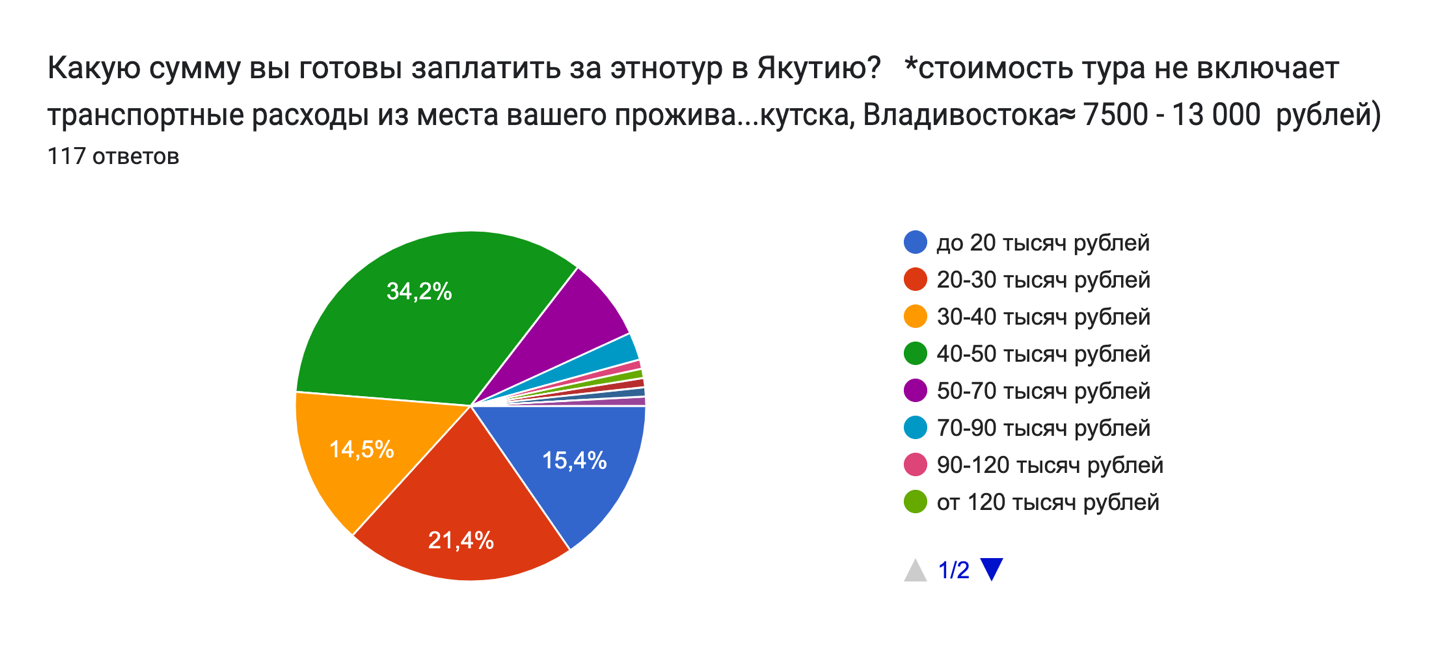 Какую сумму вы готовы заплатить за этнотур в Якутию? *стоимость тура не включает
транспортные расходы из места вашего прожива...кутска, Владивостока≈ 7500 - 13 000 рублей)
117 ответов
34,2%
14,5%
15,4%
21,4%
до 20 тысяч рублей
20-30 тысяч рублей
30-40 тысяч рублей
40-50 тысяч рублей
50-70 тысяч рублей
70-90 тысяч рублей
90-120 тысяч рублей
от 120 тысяч рублей
1/2